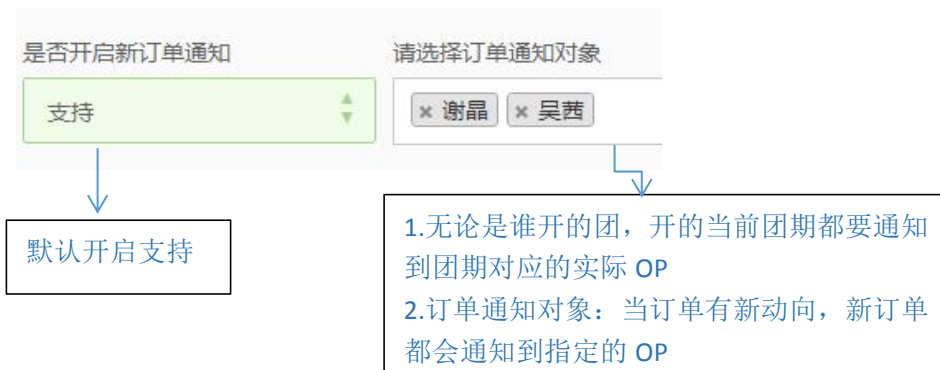 是否开启新订单通知
请选择订单通知对象
支持
× 谢晶 × 吴茜
默认开启支持
1.无论是谁开的团，开的当前团期都要通知
到团期对应的实际 OP
2.订单通知对象：当订单有新动向，新订单
都会通知到指定的 OP